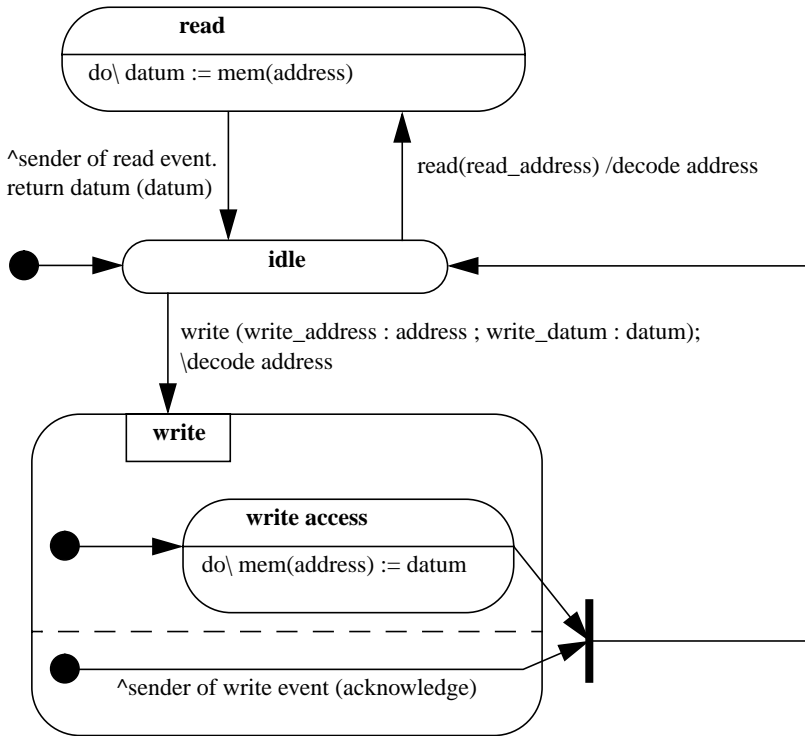 read
do\ datum := mem(address)
^sender of read event.
return datum (datum)
read(read_address) /decode address
idle
write (write_address : address ; write_datum : datum);
\decode address
write
write access
do\ mem(address) := datum
^sender of write event (acknowledge)